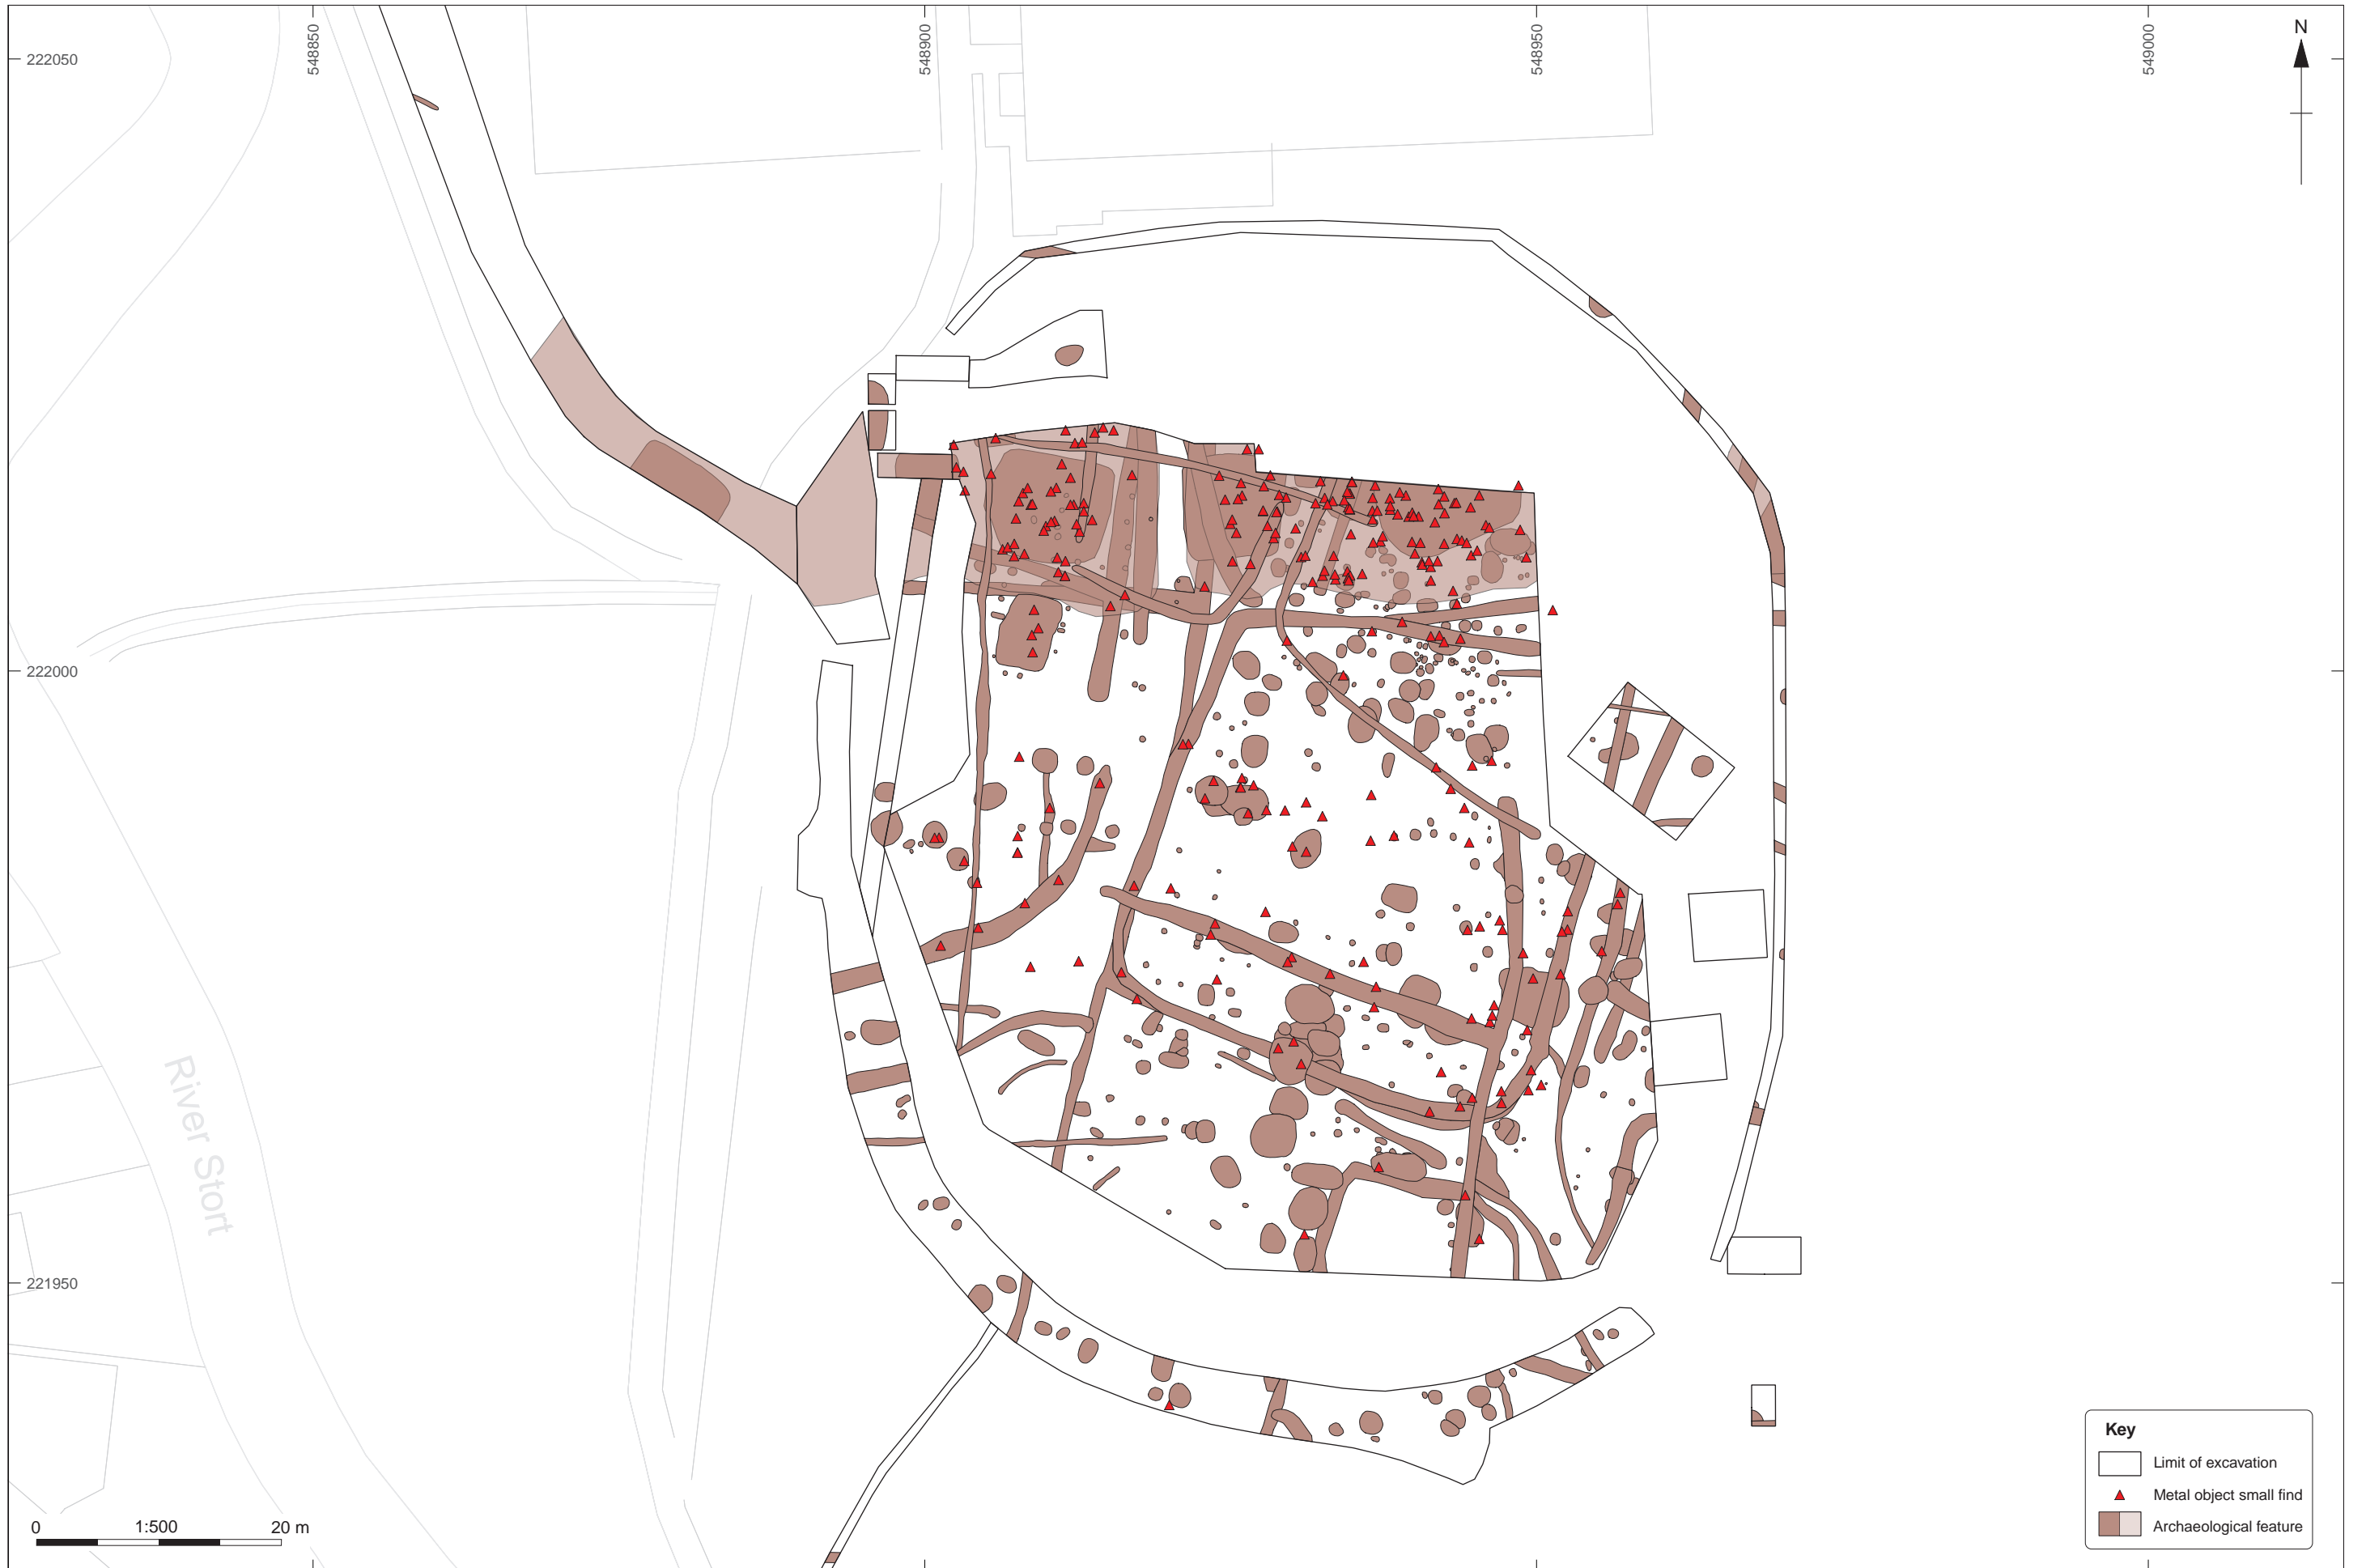 548850
548900
548950
549000
N
222050
222000
221950
River Stort
0 1:500 20 m
Key
Limit of excavation
Metal object small find
Archaeological feature